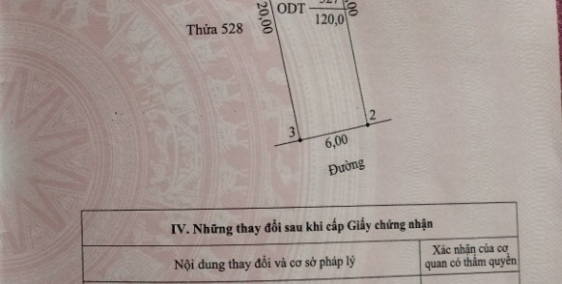 20,00
ODT
120,0
Thửa 528
2
3
6,00
Đường
IV. Những thay đổi sau khi cấp Giấy chứng nhận
Nội dung thay đổi và cơ sở pháp lý
Xác nhận của cơ
quan có thẩm quyền